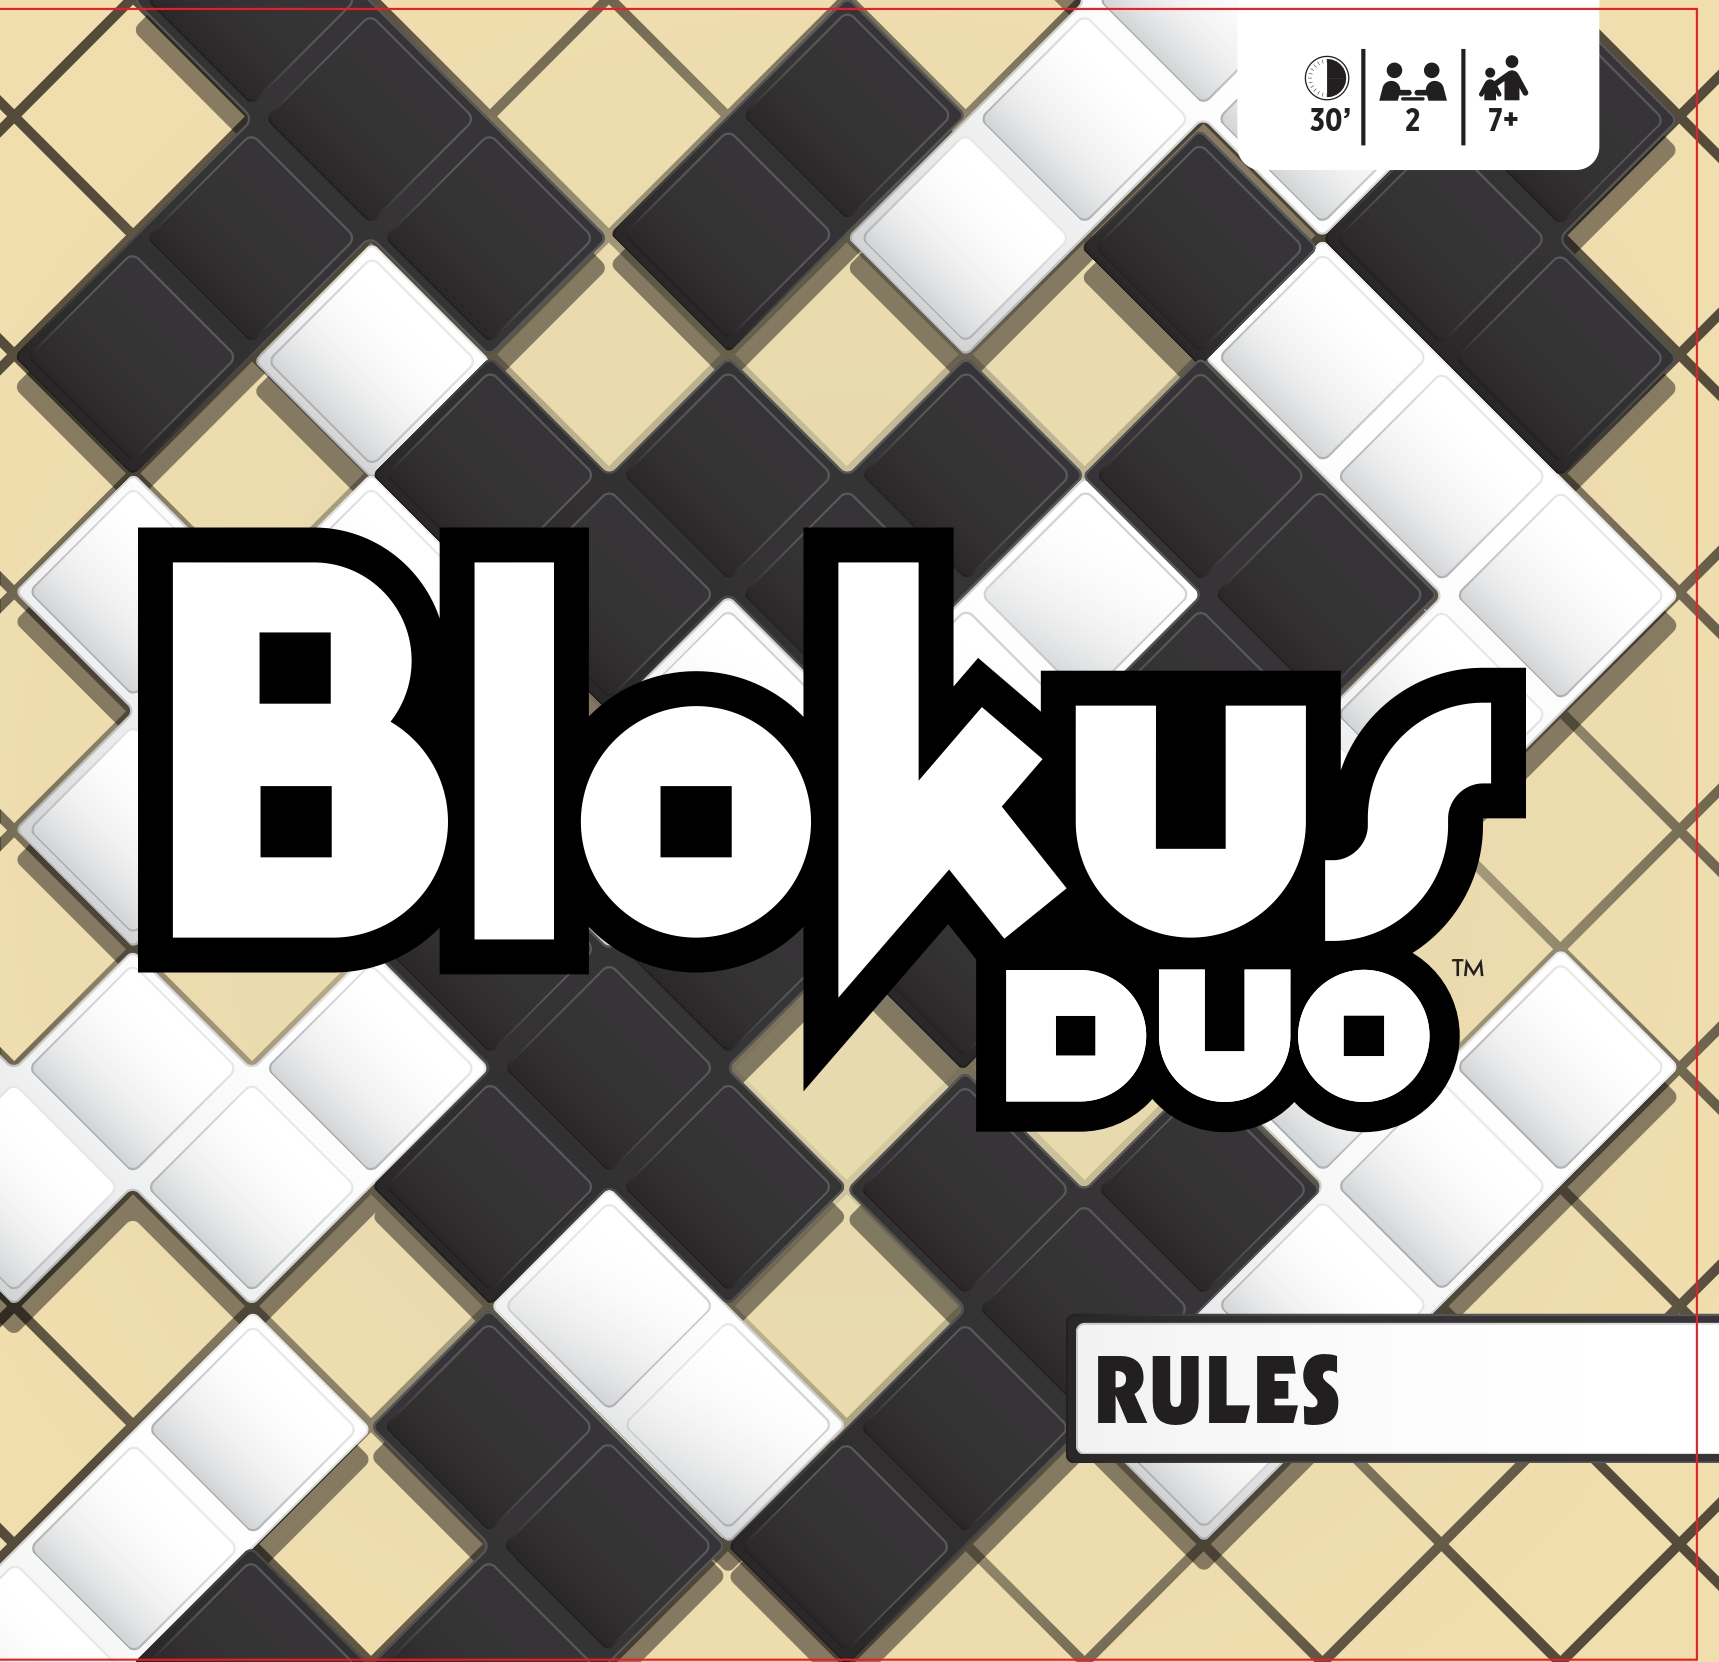 30’ 2 7+
Blokus
DUO
™
RULES